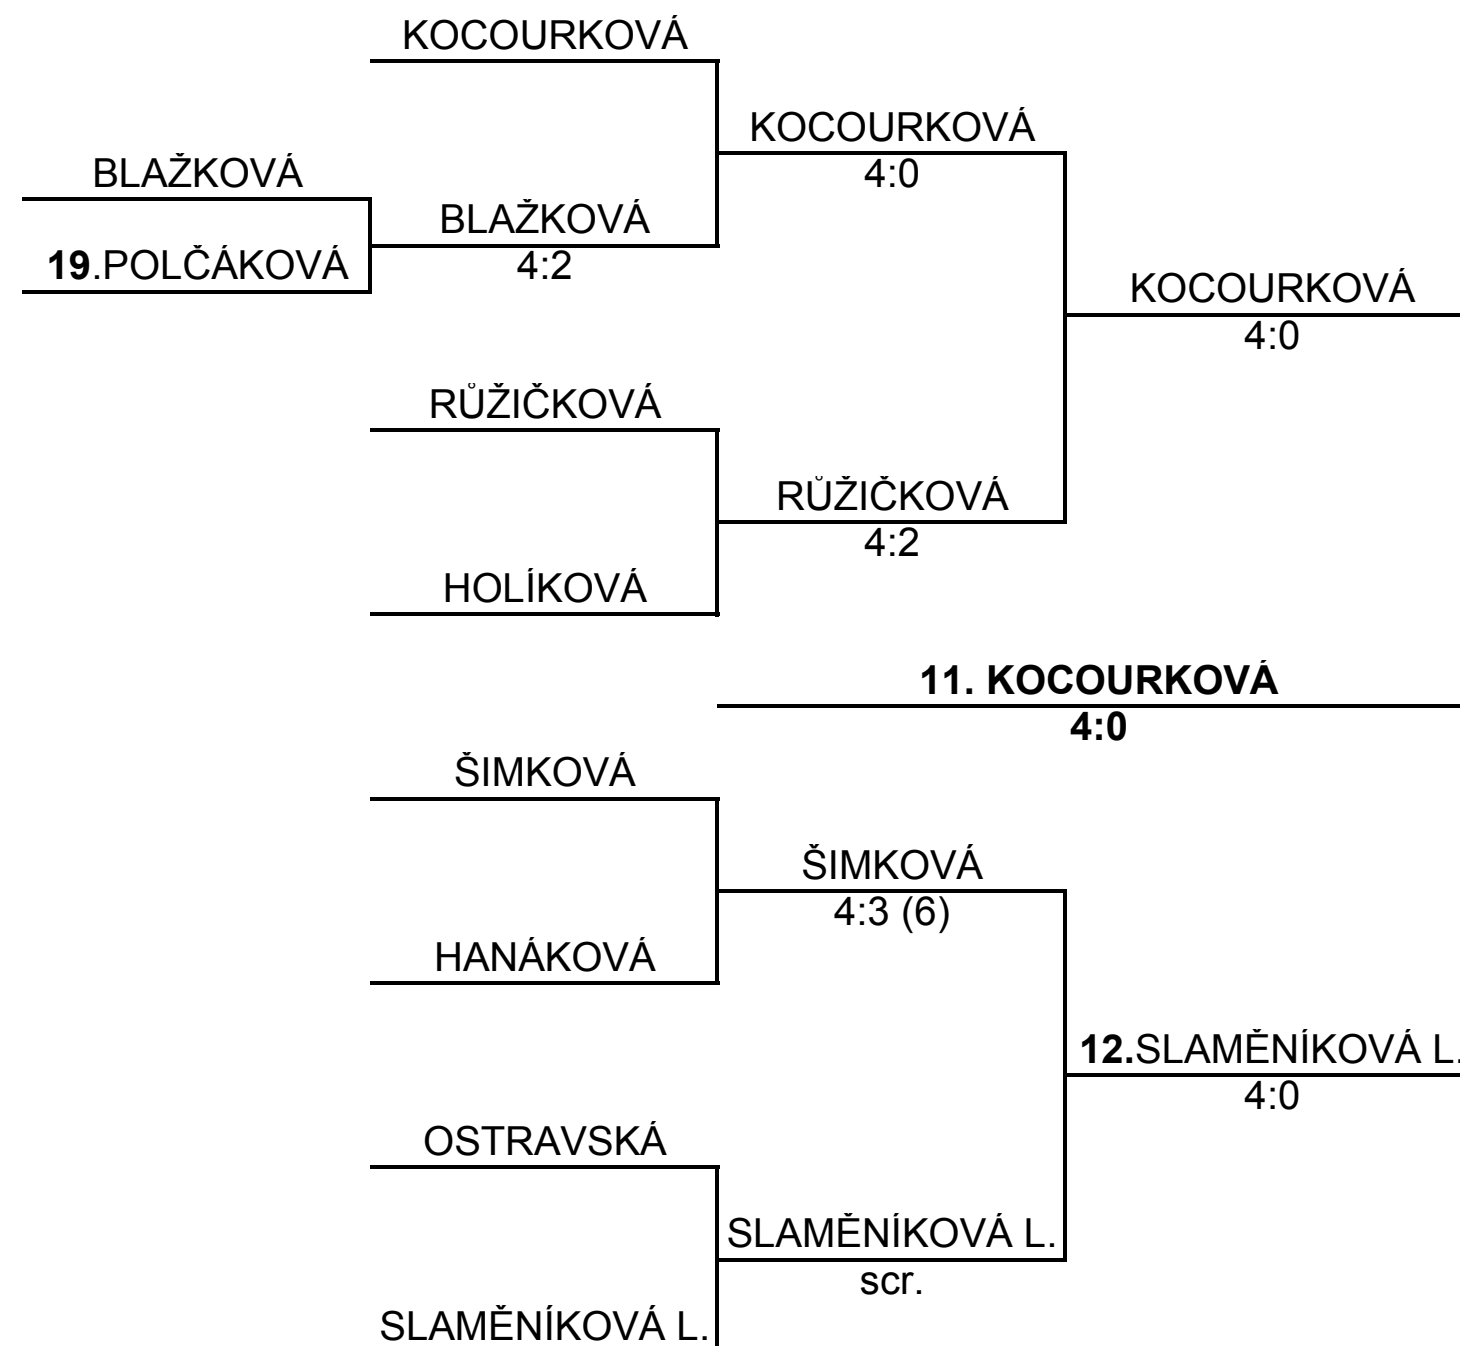 KOCOURKOVÁ
KOCOURKOVÁ
4:0
BLAŽKOVÁ
BLAŽKOVÁ
4:2
19.POLČÁKOVÁ
KOCOURKOVÁ
4:0
RŮŽIČKOVÁ
RŮŽIČKOVÁ
4:2
HOLÍKOVÁ
11. KOCOURKOVÁ
4:0
ŠIMKOVÁ
ŠIMKOVÁ
4:3 (6)
HANÁKOVÁ
12.SLAMĚNÍKOVÁ L.
4:0
OSTRAVSKÁ
SLAMĚNÍKOVÁ L.
scr.
SLAMĚNÍKOVÁ L.